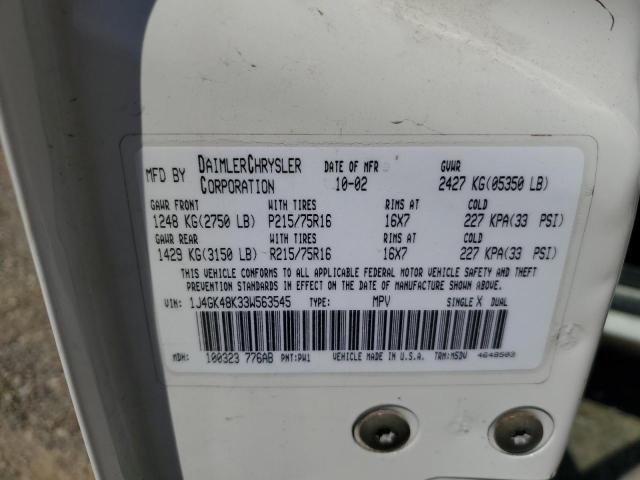 MFD BY DAIMLERCHRYSLER CORPORATION DATE OF MFR 10-02 GVWR 2427 KG(05350 LB)
GAWR FRONT WITH TIRES RIMS AT COLD
1248 KG(2750 LB) P215/75R16 16X7 227 KPA(33 PSI)
GAWR REAR WITH TIRES RIMS AT COLD
1429 KG(3150 LB) R215/75R16 16X7 227 KPA(33 PSI)
THIS VEHICLE CONFORMS TO ALL APPLICABLE FEDERAL MOTOR VEHICLE SAFETY AND THEFT
PREVENTION STANDARDS IN EFFECT ON THE DATE OF MANUFACTURE SHOWN ABOVE.
VIN: 1J4GK48K33W563545 TYPE: MPV SINGLE X DUAL
MDH: 100323 776AB PNT:PW1 VEHICLE MADE IN U.S.A. TRM:M5DV 4648503